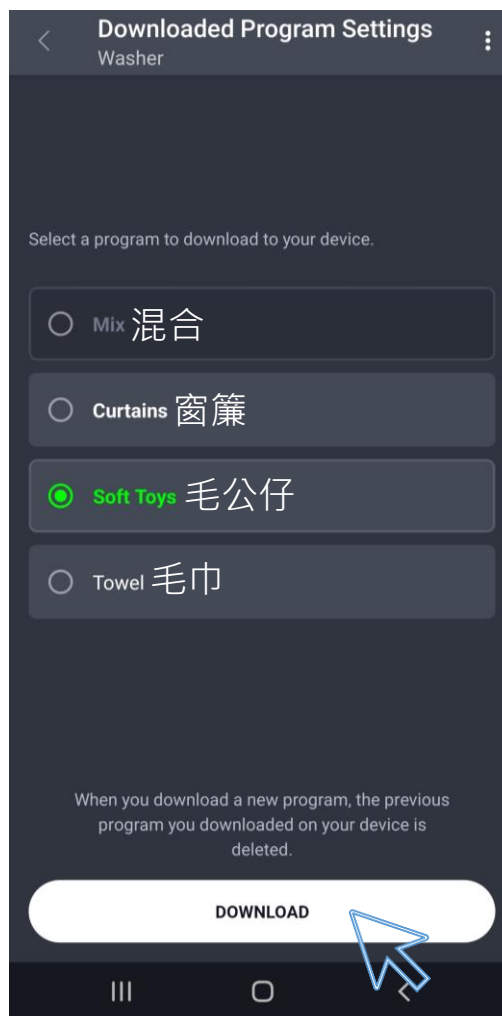 Downloaded Program Settings
Washer
Select a program to download to your device.
Mix 混合
Curtains 窗簾
Soft Toys 毛公仔
Towel 毛巾
When you download a new program, the previous
program you downloaded on your device is
deleted.
DOWNLOAD